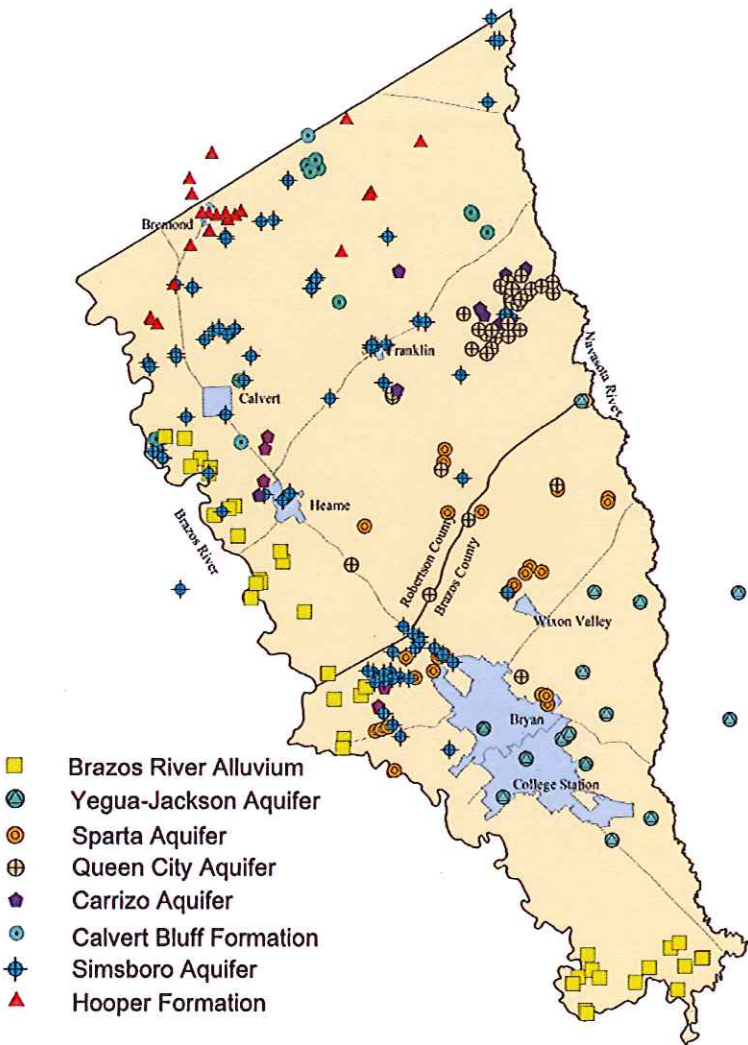 Bremond
Franklin
Navasota River
Calvert
Hearne
Brazos River
Robertson County
Brazos County
Wixon Valley
Bryan
College Station
Brazos River Alluvium
Yegua-Jackson Aquifer
Sparta Aquifer
Queen City Aquifer
Carrizo Aquifer
Calvert Bluff Formation
Simsboro Aquifer
Hooper Formation